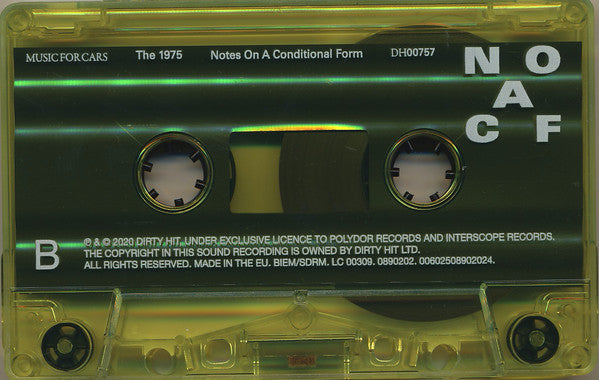 MUSIC FOR CARS The 1975 Notes On A Conditional Form DH00757
N O
A
C F
B
℗ & © 2020 DIRTY HIT, UNDER EXCLUSIVE LICENCE TO POLYDOR RECORDS AND INTERSCOPE RECORDS.
THE COPYRIGHT IN THIS SOUND RECORDING IS OWNED BY DIRTY HIT LTD.
ALL RIGHTS RESERVED. MADE IN THE EU. BIEM/SDRM. LC 00309. 0890202. 00602508902024.